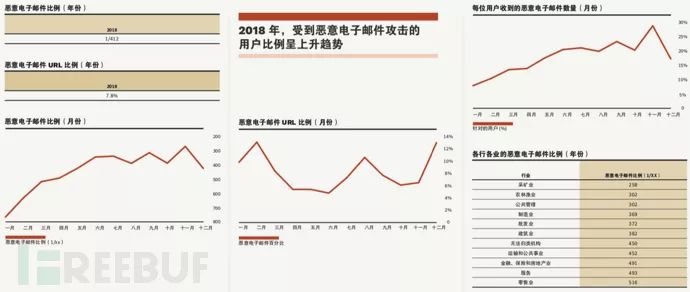 恶意电子邮件比例（年份）
2018
1/412
恶意电子邮件 URL 比例（年份）
2018
7.8%
恶意电子邮件比例（月份）
200
300
400
500
600
700
800
一月 二月 三月 四月 五月 六月 七月 八月 九月 十月 十一月 十二月
恶意电子邮件比例（1/xx）
2018 年，受到恶意电子邮件攻击的
用户比例呈上升趋势
恶意电子邮件 URL 比例（月份）
14%
12%
10%
8%
6%
4%
2%
0
一月 二月 三月 四月 五月 六月 七月 八月 九月 十月 十一月 十二月
恶意电子邮件百分比
每位用户收到的恶意电子邮件数量（月份）
30%
25%
20%
15%
10%
5%
0
一月 二月 三月 四月 五月 六月 七月 八月 九月 十月 十一月 十二月
针对的用户 (%)
各行各业的恶意电子邮件比例（年份）
行业 恶意电子邮件比例（1/XX）
采矿业 258
农林渔业 302
公共管理 302
制造业 369
批发业 372
建筑业 382
无法归类机构 450
运输和公共事业 452
金融、保险和房地产业 491
服务 493
零售业 516
FREEBUF